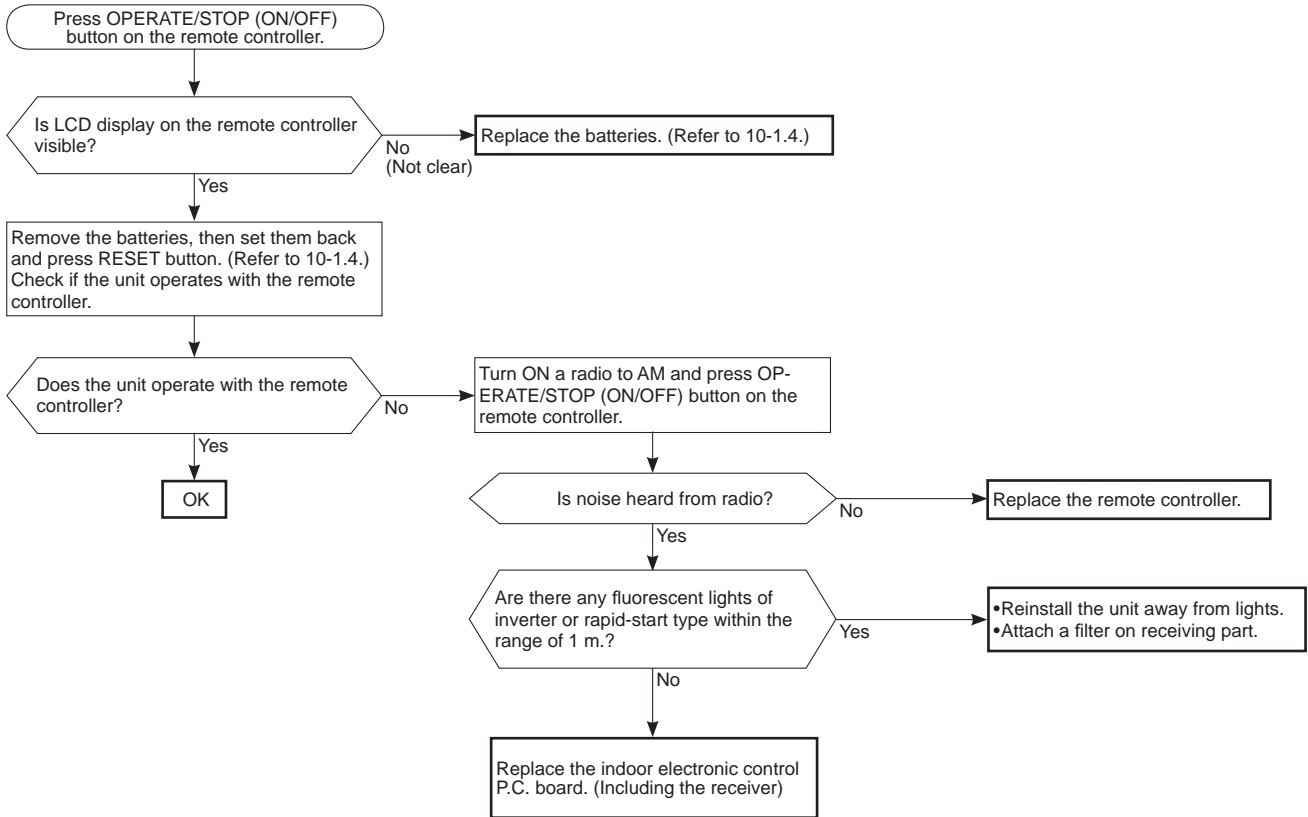 Press OPERATE/STOP (ON/OFF)
button on the remote controller.
Is LCD display on the remote controller
visible?
No
(Not clear)
Replace the batteries. (Refer to 10-1.4.)
Yes
Remove the batteries, then set them back
and press RESET button. (Refer to 10-1.4.)
Check if the unit operates with the remote
controller.
Does the unit operate with the remote
controller?
No
Yes
OK
Turn ON a radio to AM and press OP-
ERATE/STOP (ON/OFF) button on the
remote controller.
Is noise heard from radio?
No
Replace the remote controller.
Yes
Are there any fluorescent lights of
inverter or rapid-start type within the
range of 1 m.?
Yes
•Reinstall the unit away from lights.
•Attach a filter on receiving part.
No
Replace the indoor electronic control
P.C. board. (Including the receiver)